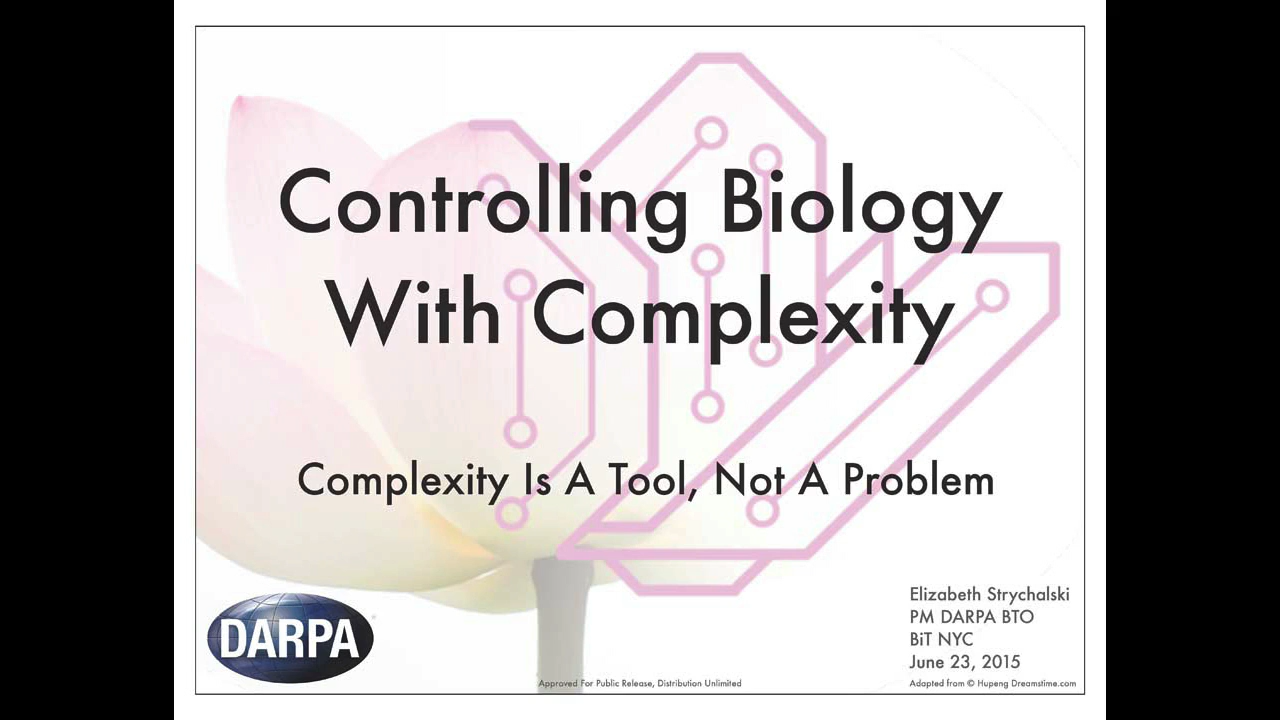 Controlling Biology
With Complexity
Complexity Is A Tool, Not A Problem
Elizabeth Strychalski
PM DARPA BTO
BiT NYC
June 23, 2015
DARPA
Approved For Public Release, Distribution Unlimited
Adapted from © Hupeng Dreamstime.com